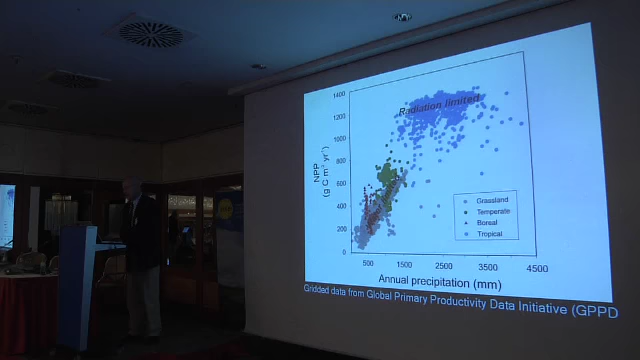 Radiation limited
NPP
(g C m² yr⁻¹)
1400
1200
1000
800
600
400
200
0
500
1500
2500
3500
4500
Annual precipitation (mm)
Grassland
Temperate
Boreal
Tropical
Gridded data from Global Primary Productivity Data Initiative (GPPD